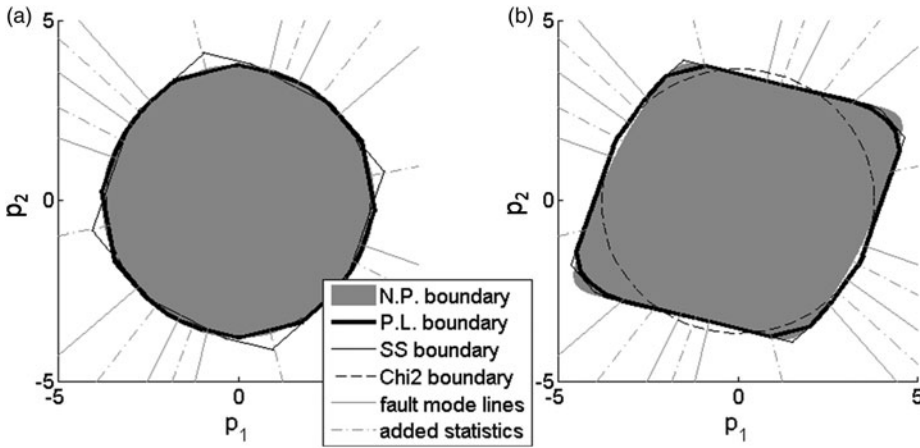 (a)
5
p2
0
-5
-5
0
p1
(b)
5
p2
0
-5
-5
0
5
p1
N.P. boundary
P.L. boundary
SS boundary
Chi2 boundary
fault mode lines
added statistics